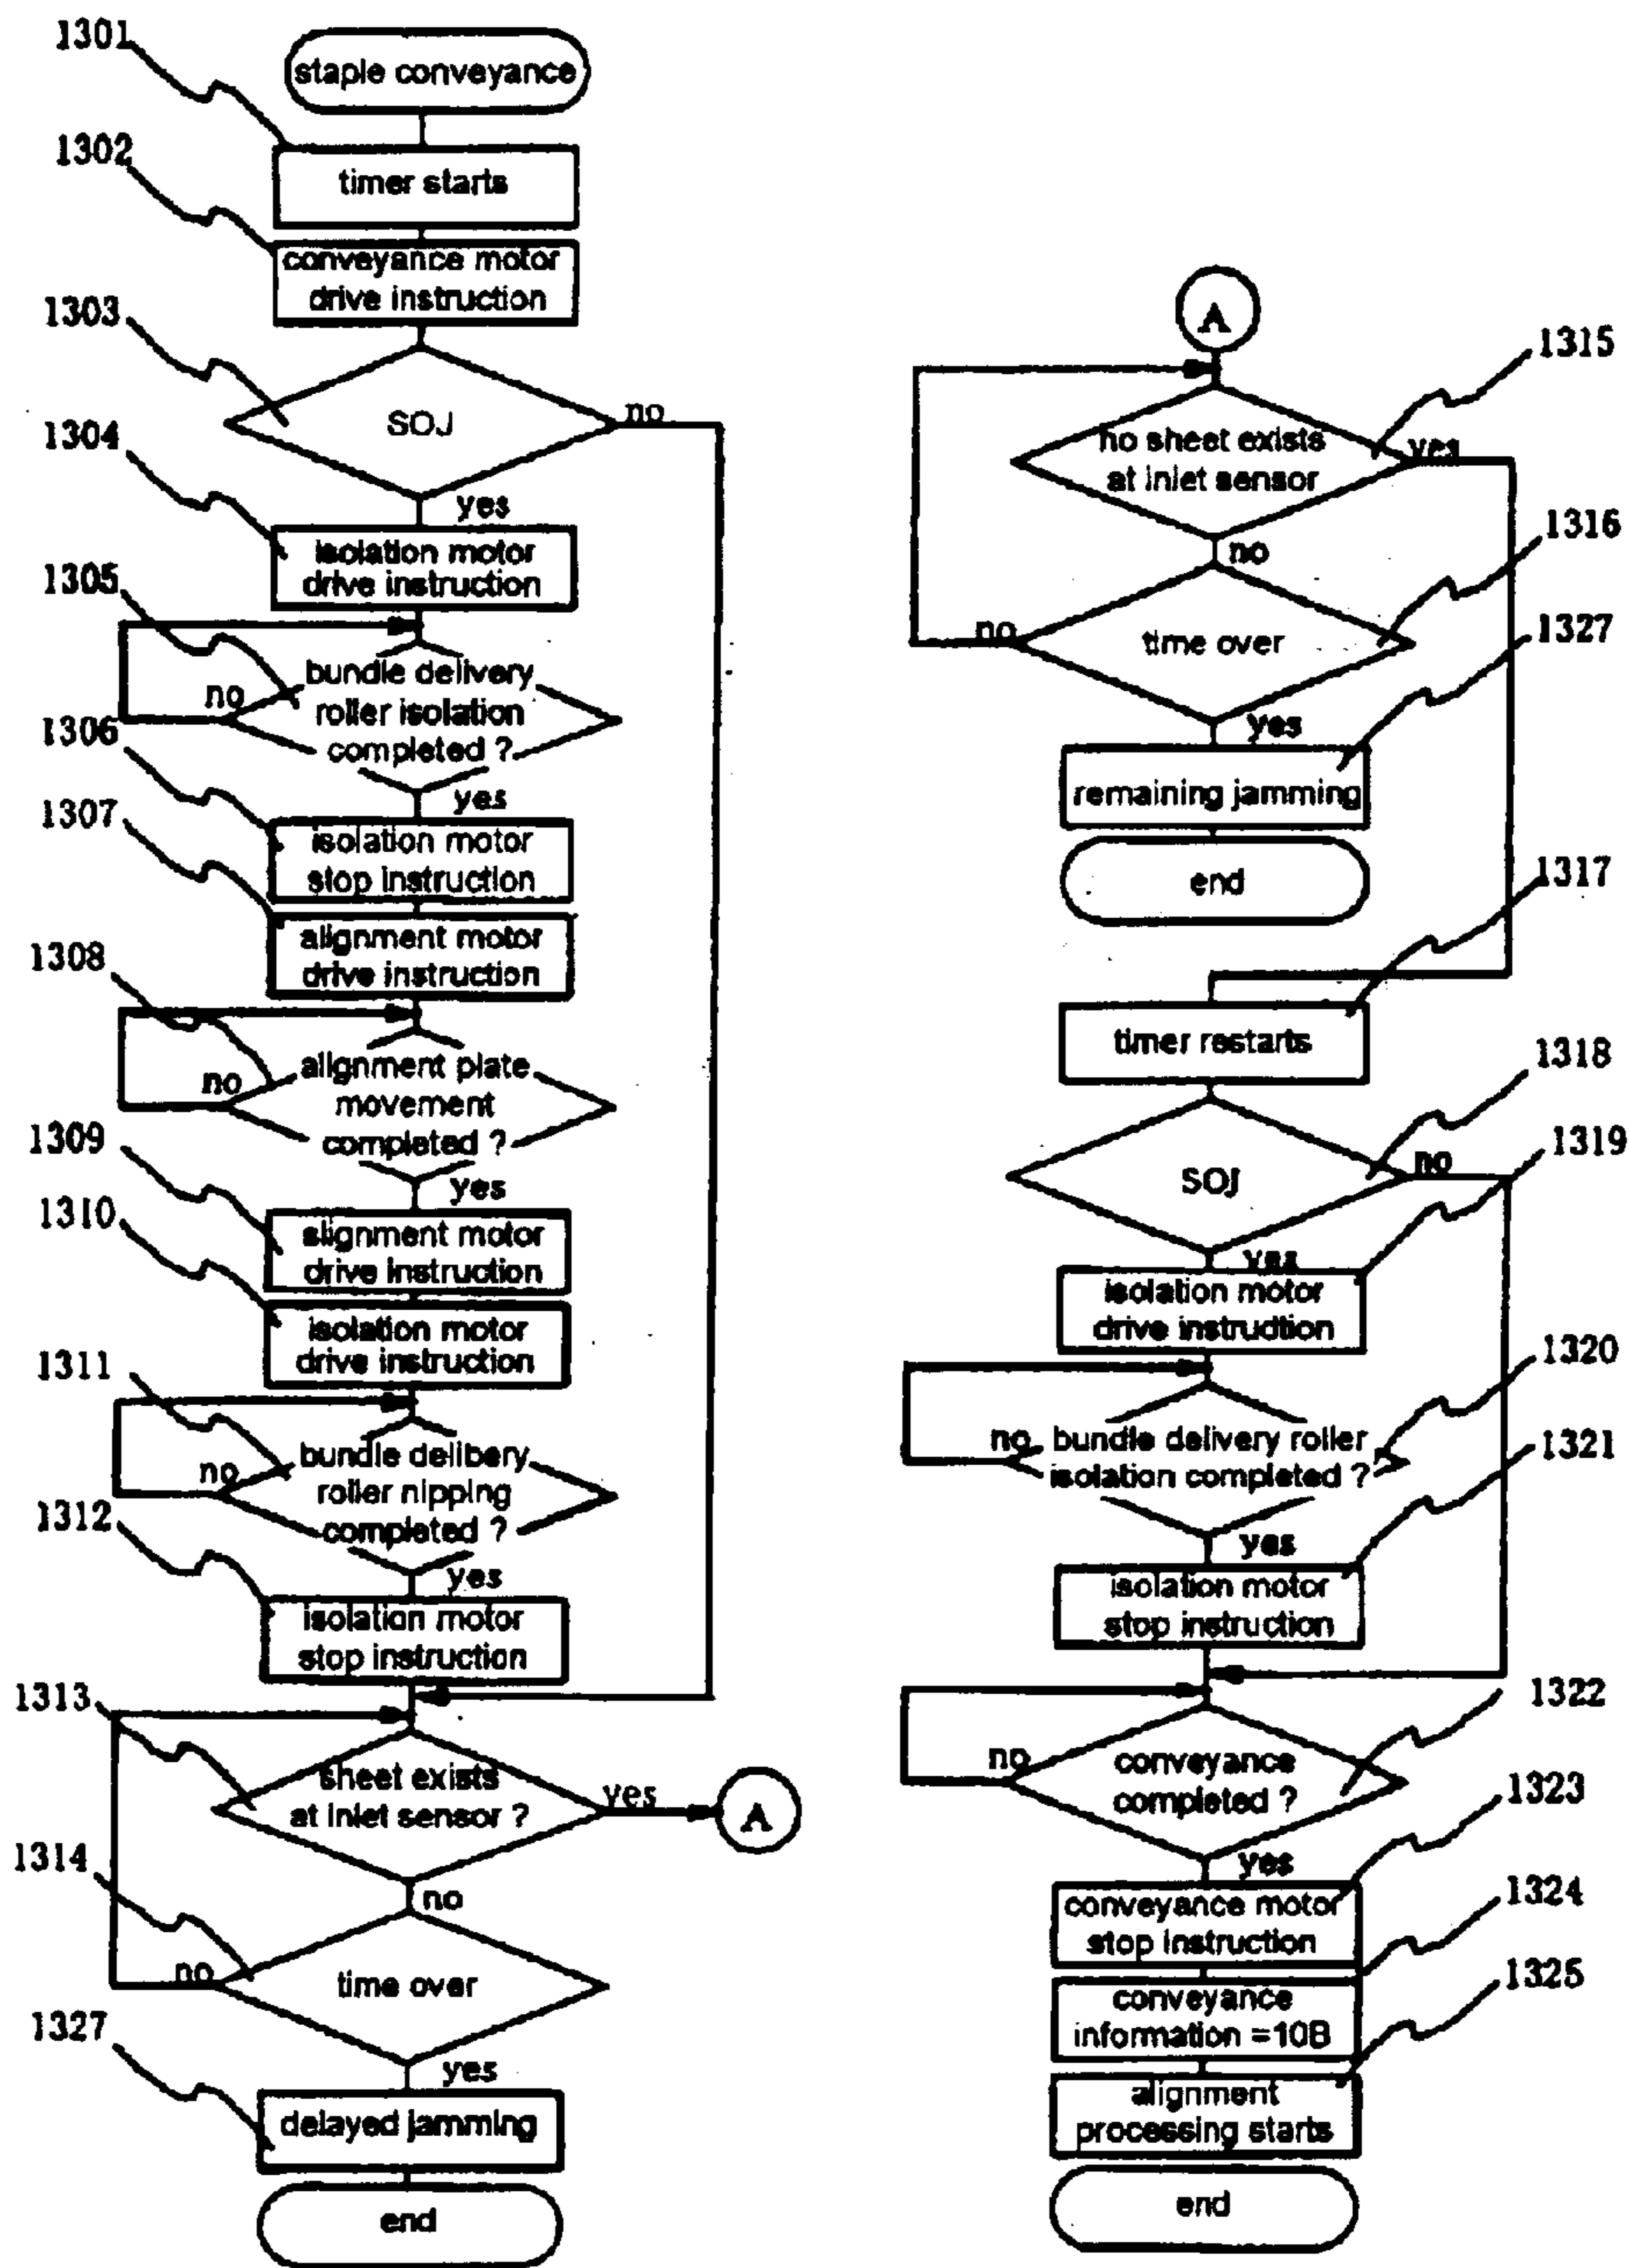 1301
staple conveyance
timer starts
1302
conveyance motor
drive instruction
1303
SOJ
no
yes
1304
isolation motor
drive instruction
1305
bundle delivery
roller isolation
completed ?
no
yes
1306
isolation motor
stop instruction
1307
alignment motor
drive instruction
1308
alignment plate
movement
completed ?
no
yes
1309
alignment motor
drive instruction
1310
isolation motor
drive instruction
1311
bundle delibery
roller nipping
completed ?
no
yes
1312
isolation motor
stop instruction
1313
sheet exists
at inlet sensor ?
yes
A
no
1314
time over
no
yes
1327
delayed jamming
end
A
1315
no sheet exists
at inlet sensor
yes
no
1316
time over
no
yes
1327
remaining jamming
end
1317
timer restarts
1318
SOJ
no
yes
1319
isolation motor
drive instrudtion
1320
no bundle delivery roller
isolation completed ?
yes
1321
isolation motor
stop instruction
1322
no
conveyance
completed ?
yes
1323
conveyance motor
stop instruction
1324
conveyance
information =10B
1325
alignment
processing starts
end